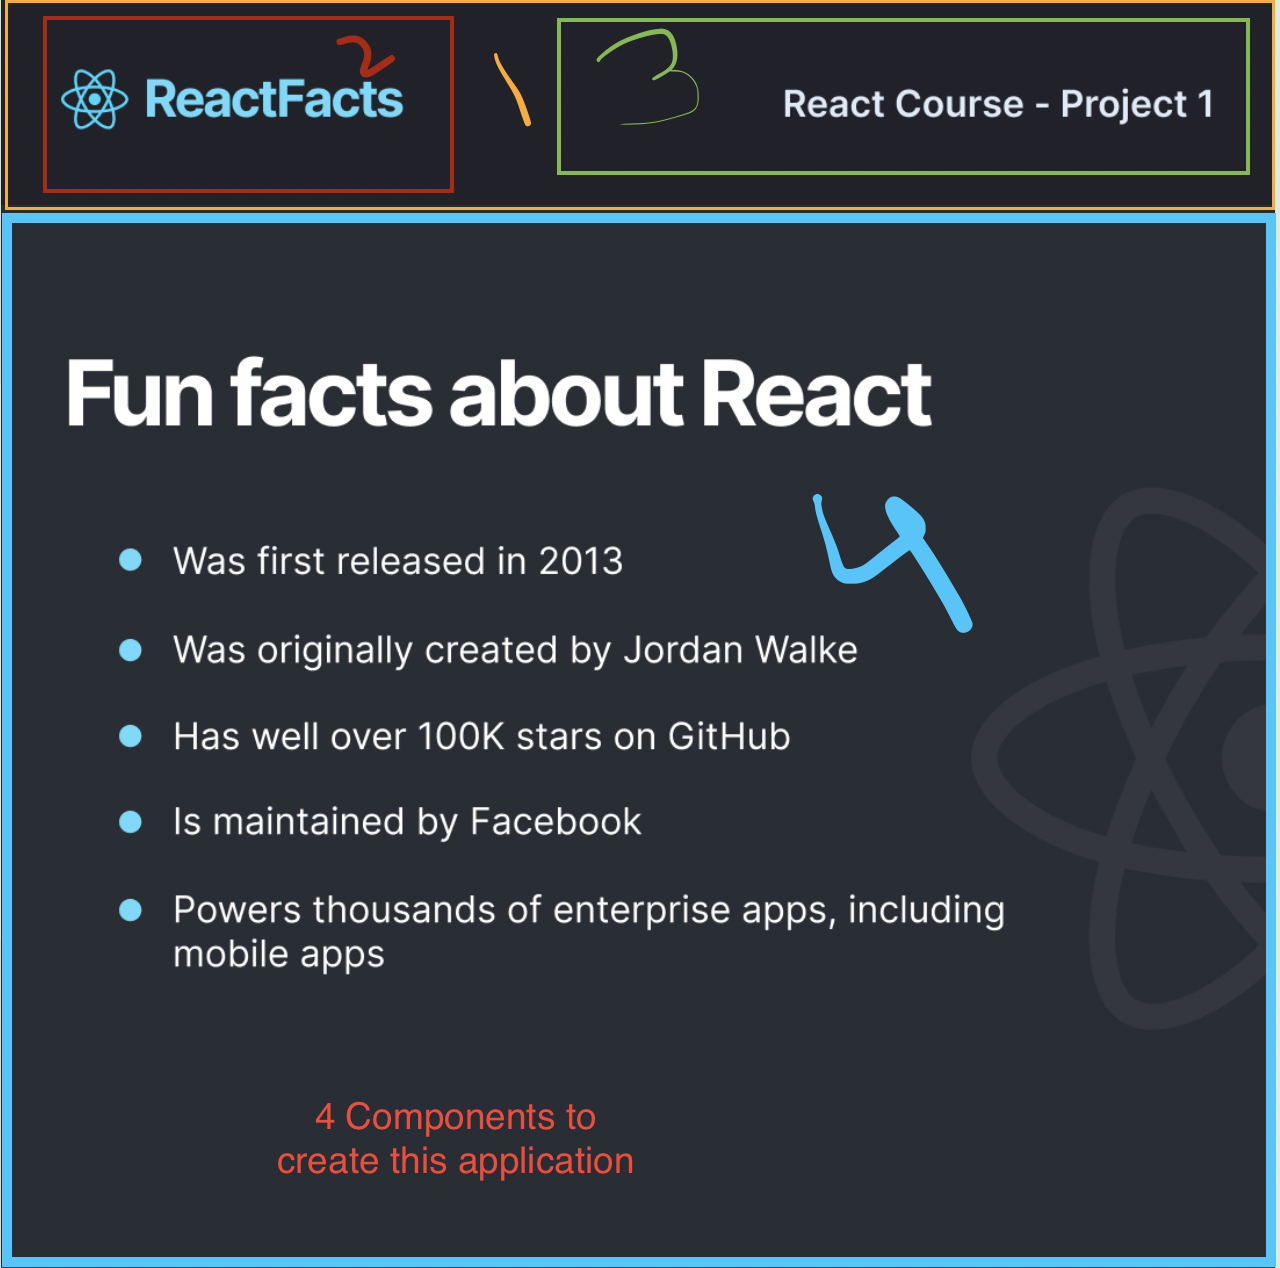 2
ReactFacts
1
3
React Course - Project 1
Fun facts about React
4
Was first released in 2013
Was originally created by Jordan Walke
Has well over 100K stars on GitHub
Is maintained by Facebook
Powers thousands of enterprise apps, including
mobile apps
4 Components to
create this application